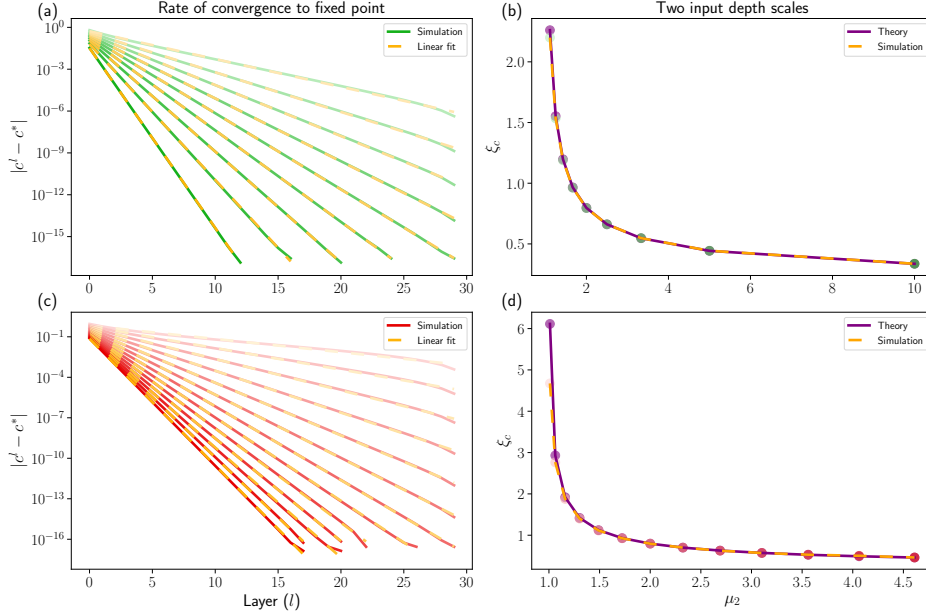 (a)
Rate of convergence to fixed point
|c^l − c*|
10^0
10^−3
10^−6
10^−9
10^−12
10^−15
Simulation
Linear fit
0 5 10 15 20 25 30
(b)
Two input depth scales
ξ_c
2.0
1.5
1.0
0.5
Theory
Simulation
2 4 6 8 10
(c)
|c^l − c*|
10^−1
10^−4
10^−7
10^−10
10^−13
10^−16
Simulation
Linear fit
0 5 10 15 20 25 30
Layer (l)
(d)
ξ_c
6
5
4
3
2
1
Theory
Simulation
1.0 1.5 2.0 2.5 3.0 3.5 4.0 4.5
μ_2